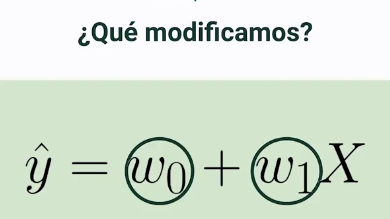 ¿Qué modificamos?
ŷ = w₀ + w₁X